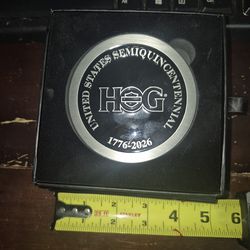 UNITED STATES SEMIQUINCENTENNIAL
HOG
1776-2026
1 2 3 4 5 6